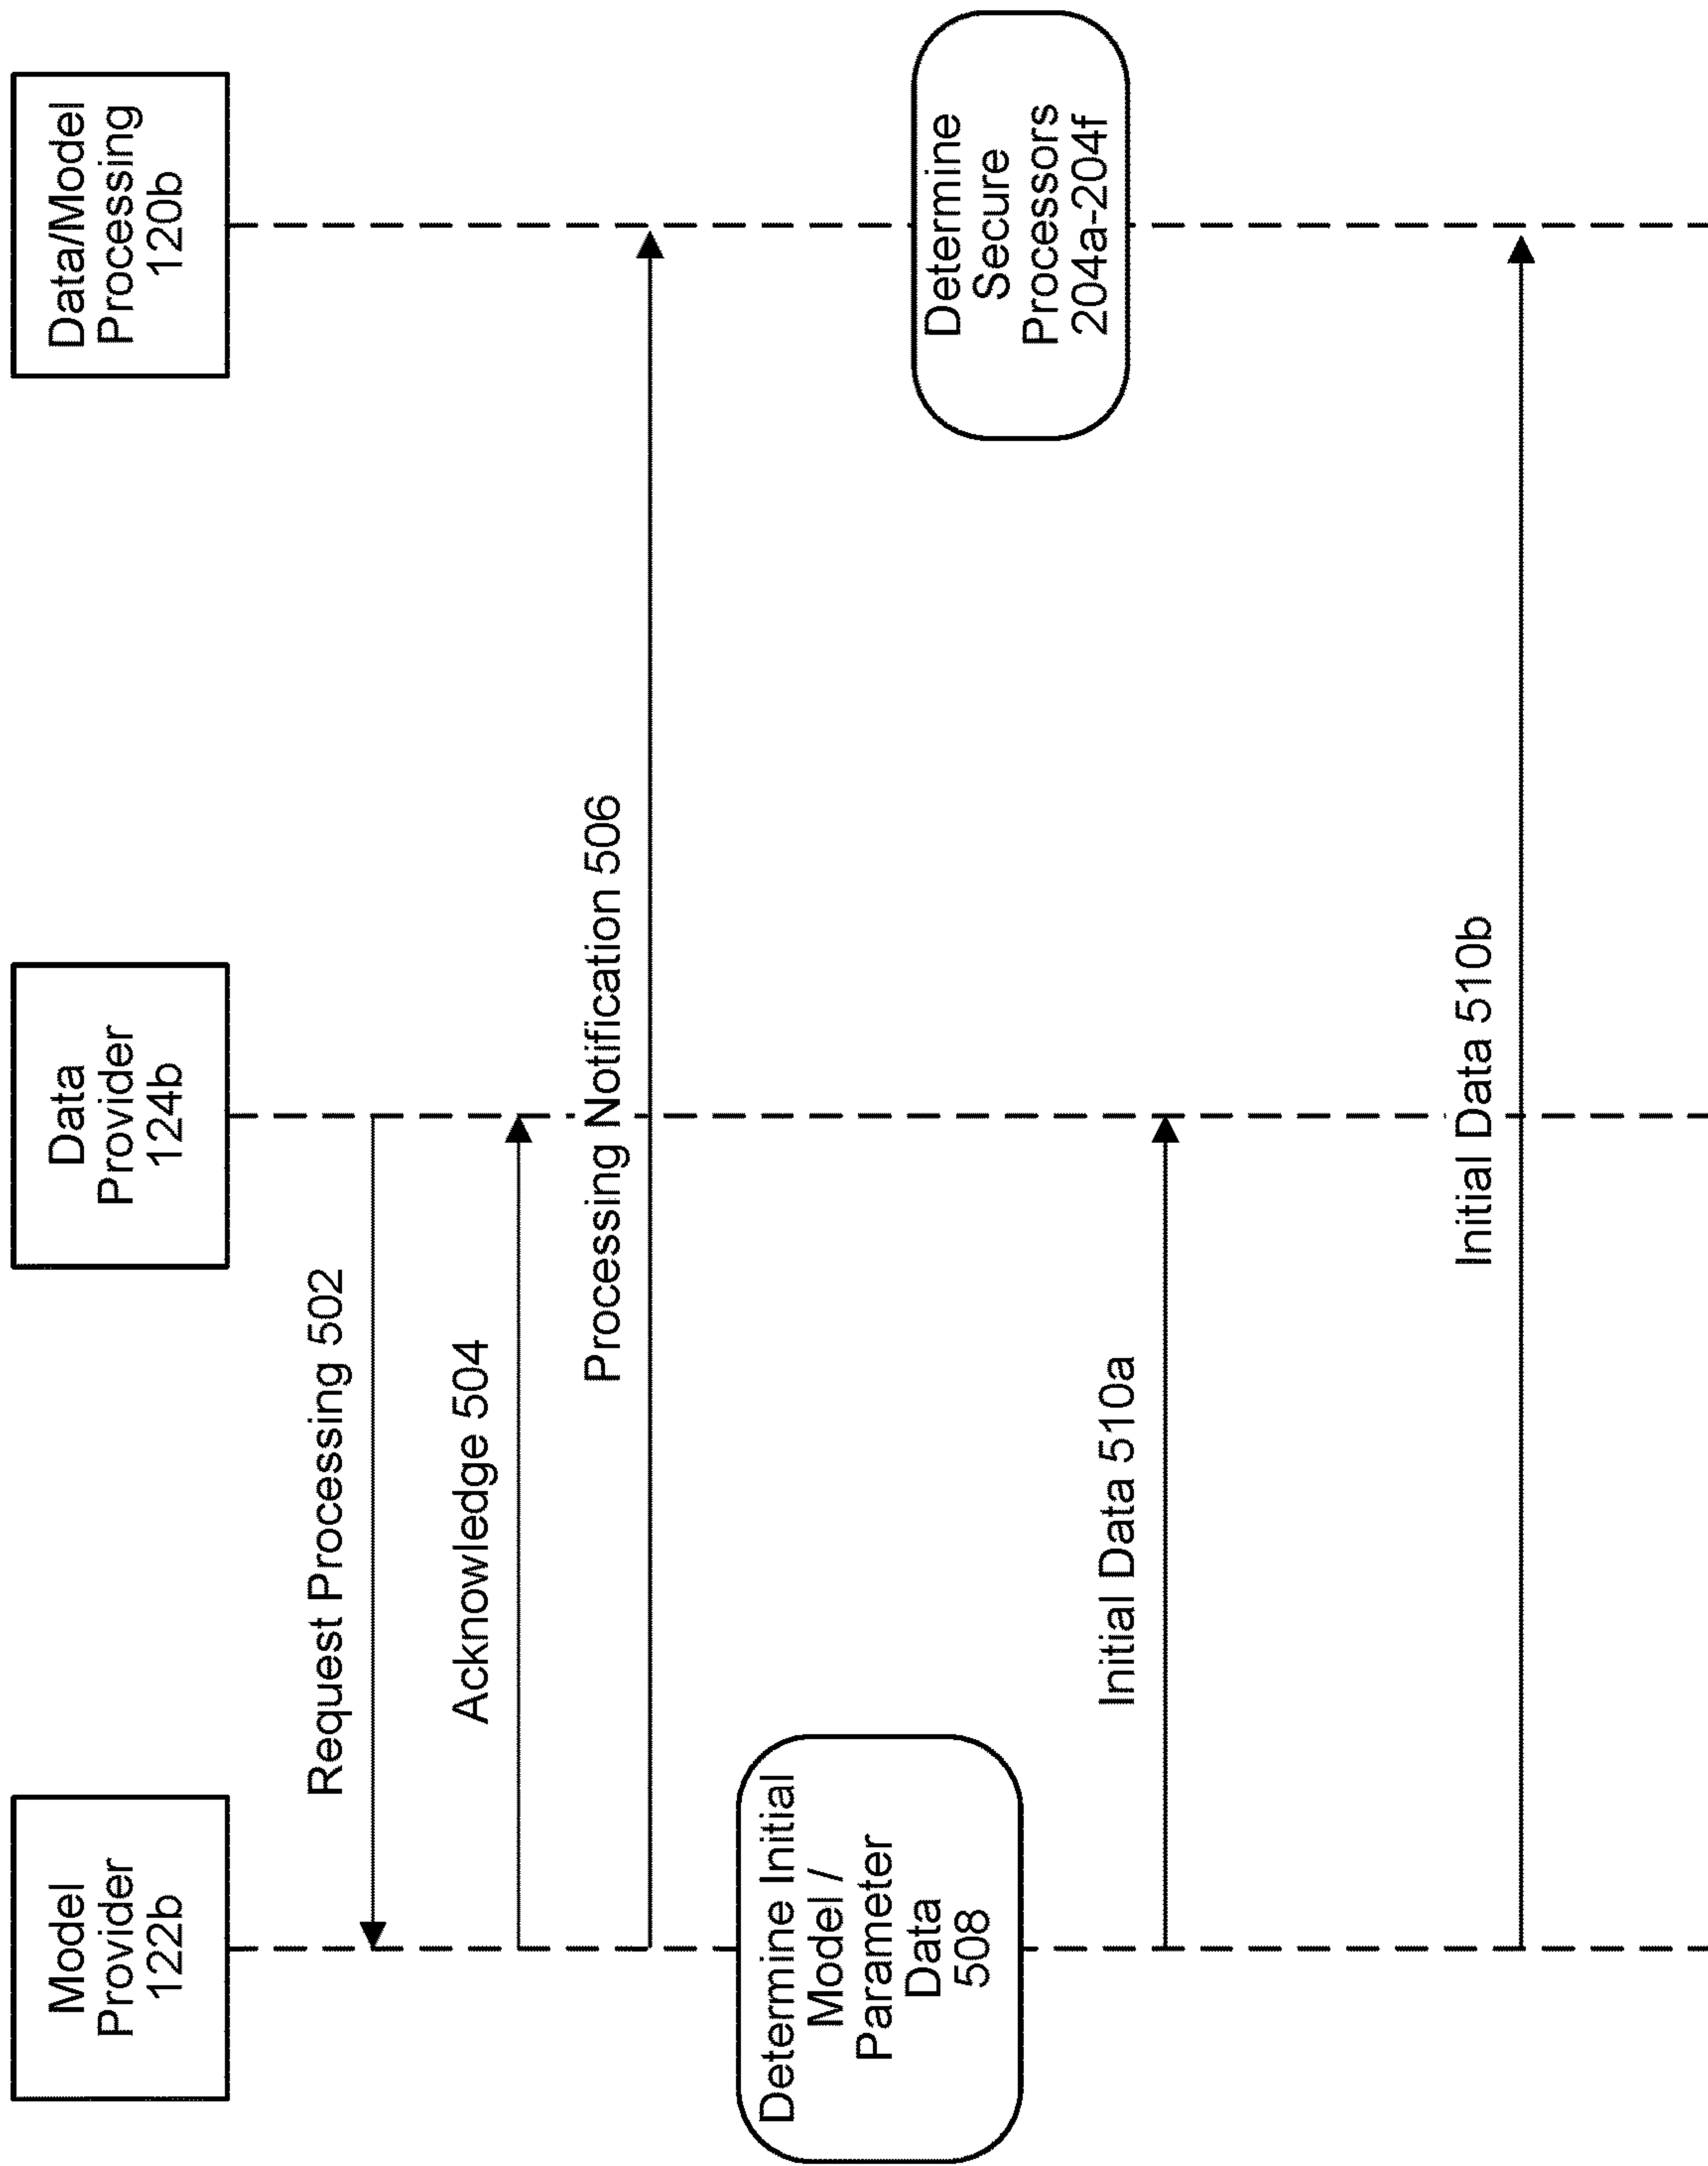 Model
Provider
122b
Data
Provider
124b
Data/Model
Processing
120b
Request Processing 502
Acknowledge 504
Processing Notification 506
Determine Initial
Model /
Parameter
Data
508
Determine
Secure
Processors
204a-204f
Initial Data 510a
Initial Data 510b